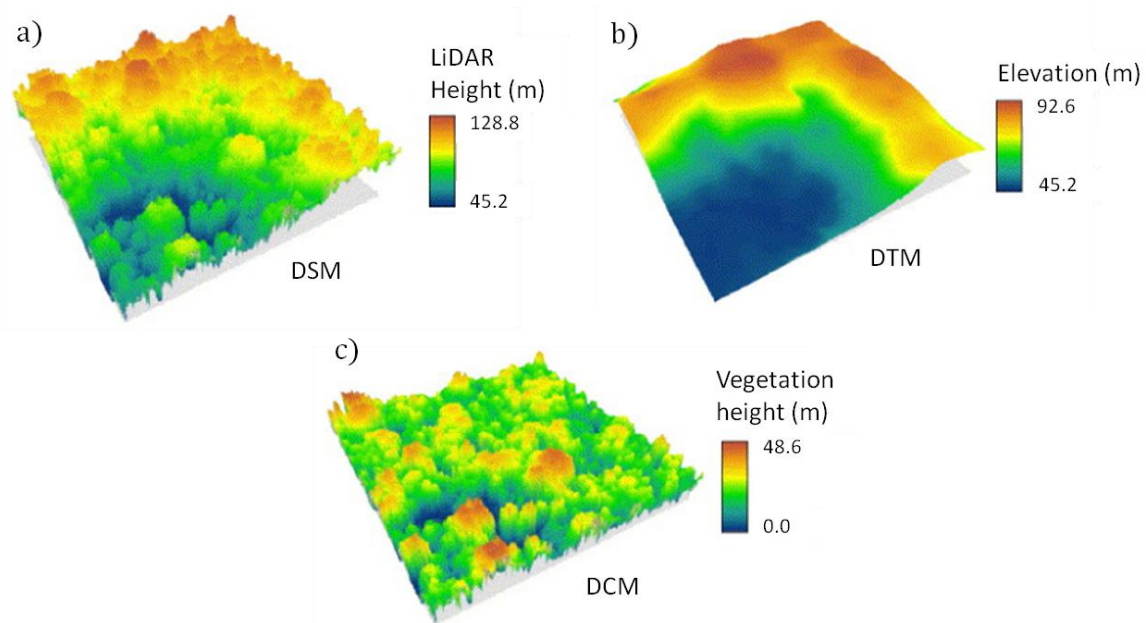 a)
LiDAR
Height (m)
128.8
45.2
DSM
b)
Elevation (m)
92.6
45.2
DTM
c)
Vegetation
height (m)
48.6
0.0
DCM